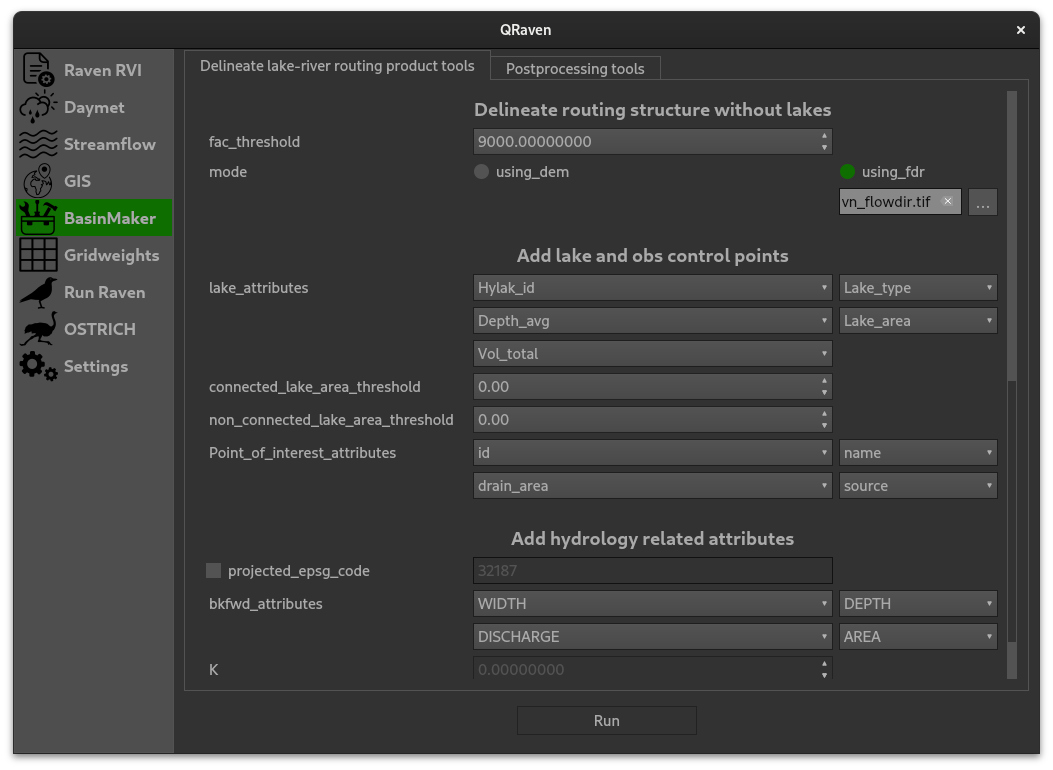 QRaven
Raven RVI
Daymet
Streamflow
GIS
BasinMaker
Gridweights
Run Raven
OSTRICH
Settings
Delineate lake-river routing product tools
Postprocessing tools
Delineate routing structure without lakes
fac_threshold 9000.00000000
mode using_dem using_fdr
vn_flowdir.tif ...
Add lake and obs control points
lake_attributes Hylak_id Lake_type
Depth_avg Lake_area
Vol_total
connected_lake_area_threshold 0.00
non_connected_lake_area_threshold 0.00
Point_of_interest_attributes id name
drain_area source
Add hydrology related attributes
projected_epsg_code 32187
bkfwd_attributes WIDTH DEPTH
DISCHARGE AREA
K 0.00000000
Run